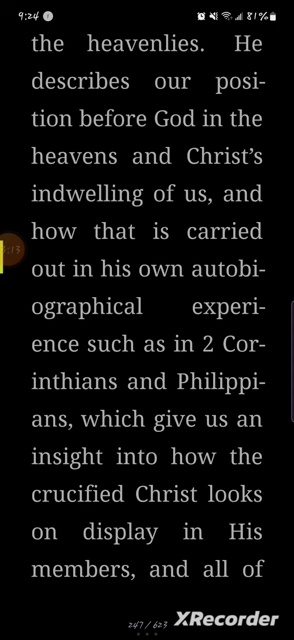 9:24
81%
the heavenlies. He
describes our posi-
tion before God in the
heavens and Christ's
indwelling of us, and
how that is carried
out in his own autobi-
ographical experi-
ence such as in 2 Cor-
inthians and Philippi-
ans, which give us an
insight into how the
crucified Christ looks
on display in His
members, and all of
247 / 623
XRecorder